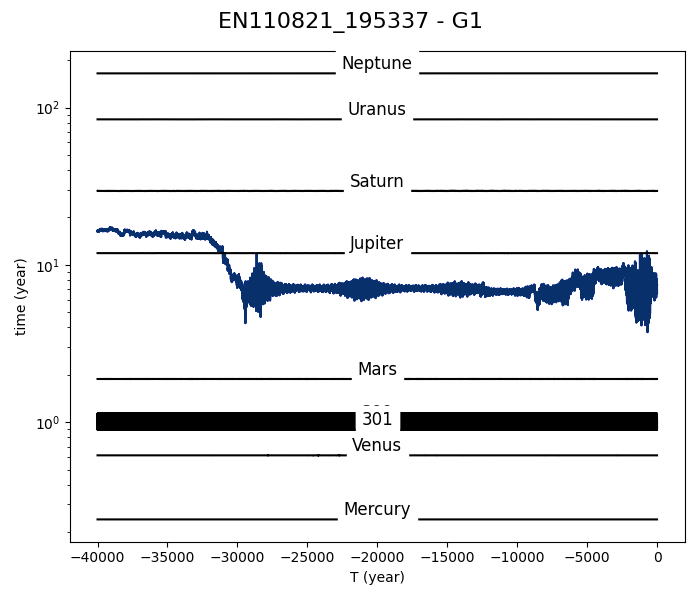 EN110821_195337 - G1
Neptune
Uranus
Saturn
Jupiter
Mars
301
Venus
Mercury
time (year)
10²
10¹
10⁰
−40000 −35000 −30000 −25000 −20000 −15000 −10000 −5000 0
T (year)